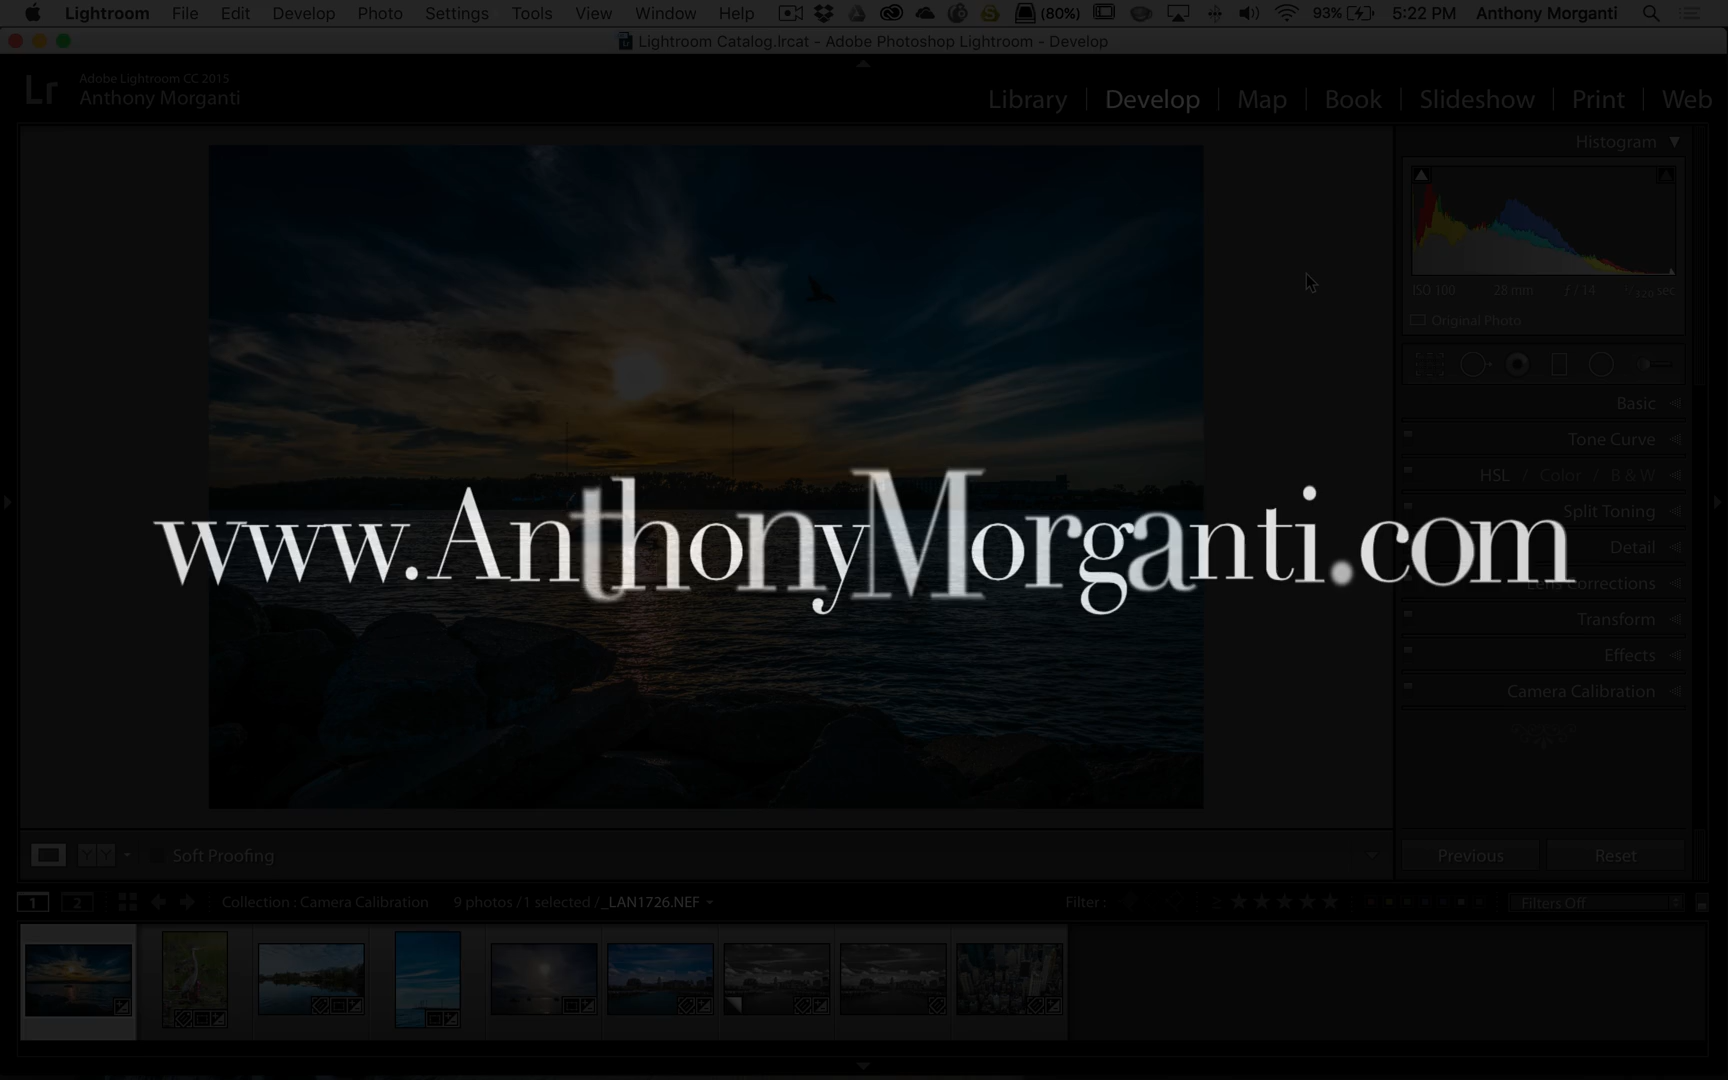 Lightroom File Edit Develop Photo Settings Tools View Window Help (80%) 93% 5:22 PM Anthony Morganti
Lightroom Catalog.lrcat - Adobe Photoshop Lightroom - Develop
Lr
Adobe Lightroom CC 2015
Anthony Morganti
Library | Develop | Map | Book | Slideshow | Print | Web
Histogram
ISO 100 28 mm ƒ / 14
Original Photo
Basic
Tone Curve
HSL / Color / B & W
Split Toning
Detail
Lens Corrections
Transform
Effects
Camera Calibration
www.AnthonyMorganti.com
Soft Proofing
Previous Reset
1 2 Collection : Camera Calibration 9 photos / 1 selected / _LAN1726.NEF Filter : Filters Off